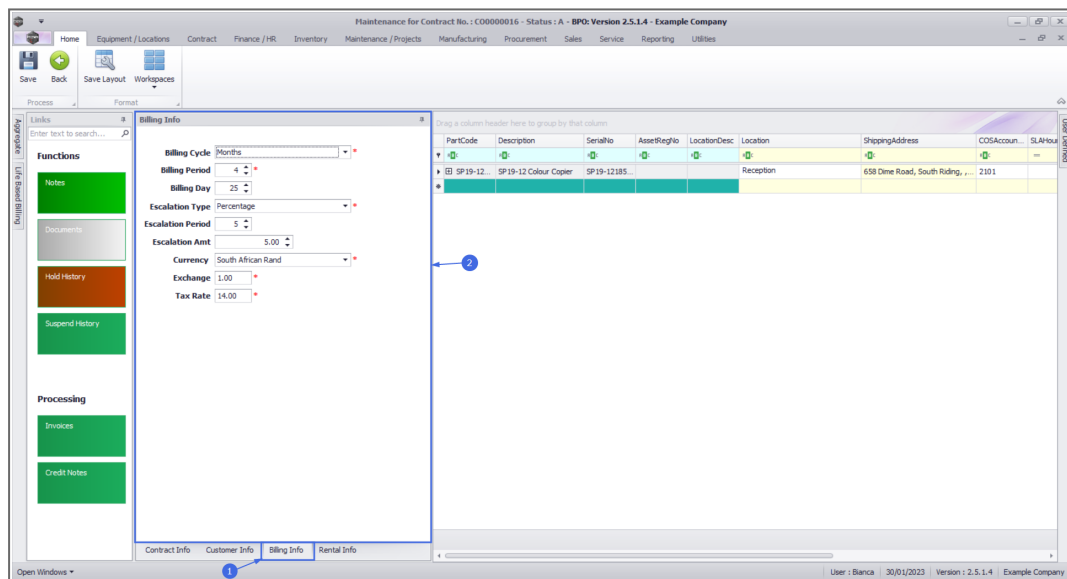 Maintenance for Contract No. : CO0000016 - Status : A - BPO: Version 2.5.1.4 - Example Company
Home Equipment / Locations Contract Finance / HR Inventory Maintenance / Projects Manufacturing Procurement Sales Service Reporting Utilities
Save Back Save Layout Workspaces
Process Format
Aggregate
Life Based Billing
Links
Enter text to search...
Functions
Notes
Documents
Hold History
Suspend History
Processing
Invoices
Credit Notes
Billing Info
Billing Cycle Months *
Billing Period 4 *
Billing Day 25
Escalation Type Percentage *
Escalation Period 5
Escalation Amt 5.00
Currency South African Rand *
Exchange 1.00 *
Tax Rate 14.00 *
Contract Info Customer Info Billing Info Rental Info
1
2
Drag a column header here to group by that column
PartCode Description SerialNo AssetRegNo LocationDesc Location ShippingAddress COSAccoun... SLAHour
SP19-12... SP19-12 Colour Copier SP19-12185... Reception 658 Dime Road, South Riding, ,... 2101
User Defined
Open Windows User : Bianca 30/01/2023 Version : 2.5.1.4 Example Company